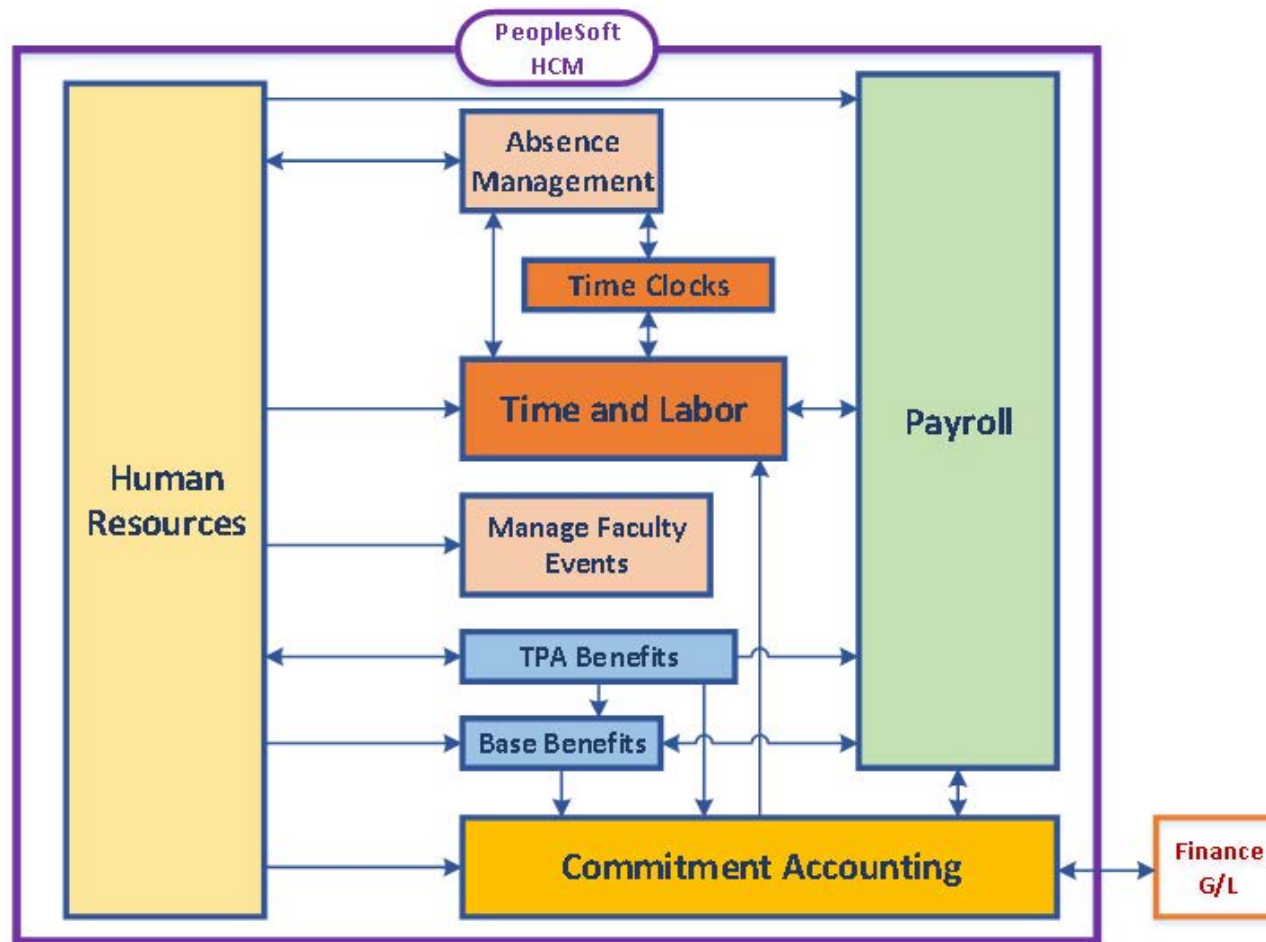 PeopleSoft
HCM
Absence
Management
Time Clocks
Time and Labor
Payroll
Human
Resources
Manage Faculty
Events
TPA Benefits
Base Benefits
Commitment Accounting
Finance
G/L